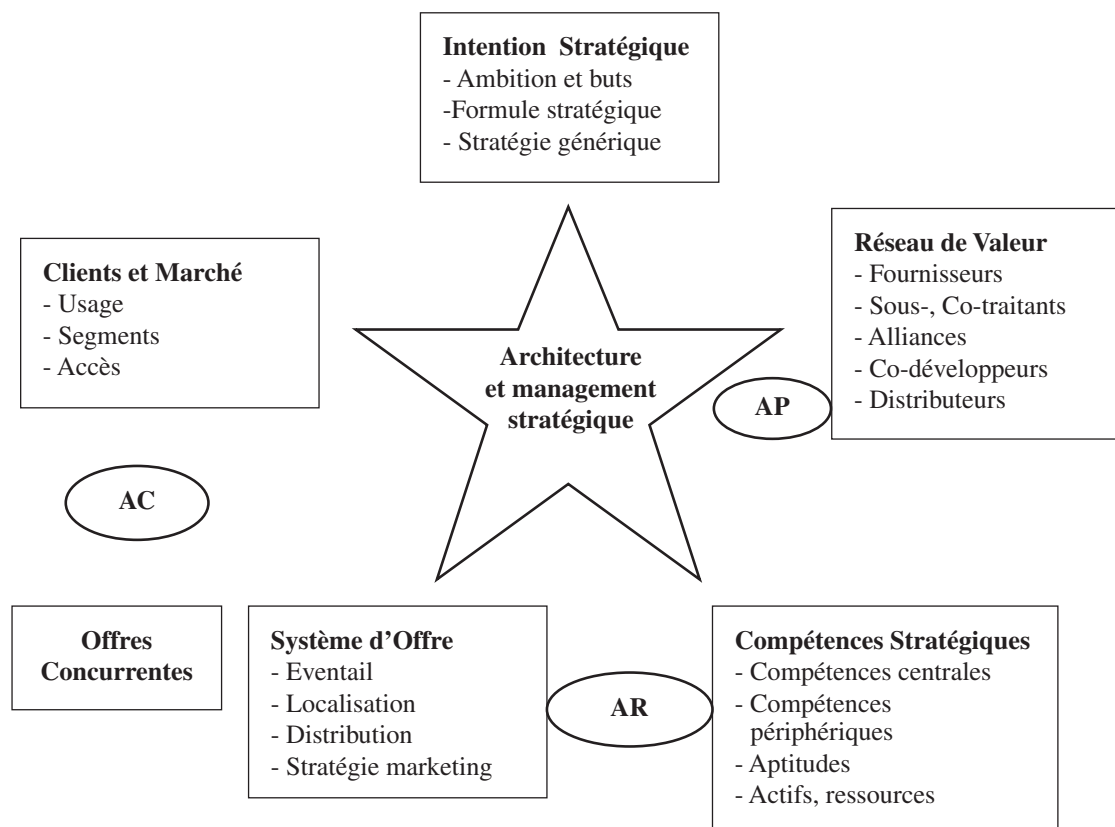 Intention Stratégique
- Ambition et buts
-Formule stratégique
- Stratégie générique
Clients et Marché
- Usage
- Segments
- Accès
Réseau de Valeur
- Fournisseurs
- Sous-, Co-traitants
- Alliances
- Co-développeurs
- Distributeurs
Architecture
et management
stratégique
AP
AC
Offres
Concurrentes
Système d’Offre
- Eventail
- Localisation
- Distribution
- Stratégie marketing
AR
Compétences Stratégiques
- Compétences centrales
- Compétences
périphériques
- Aptitudes
- Actifs, ressources